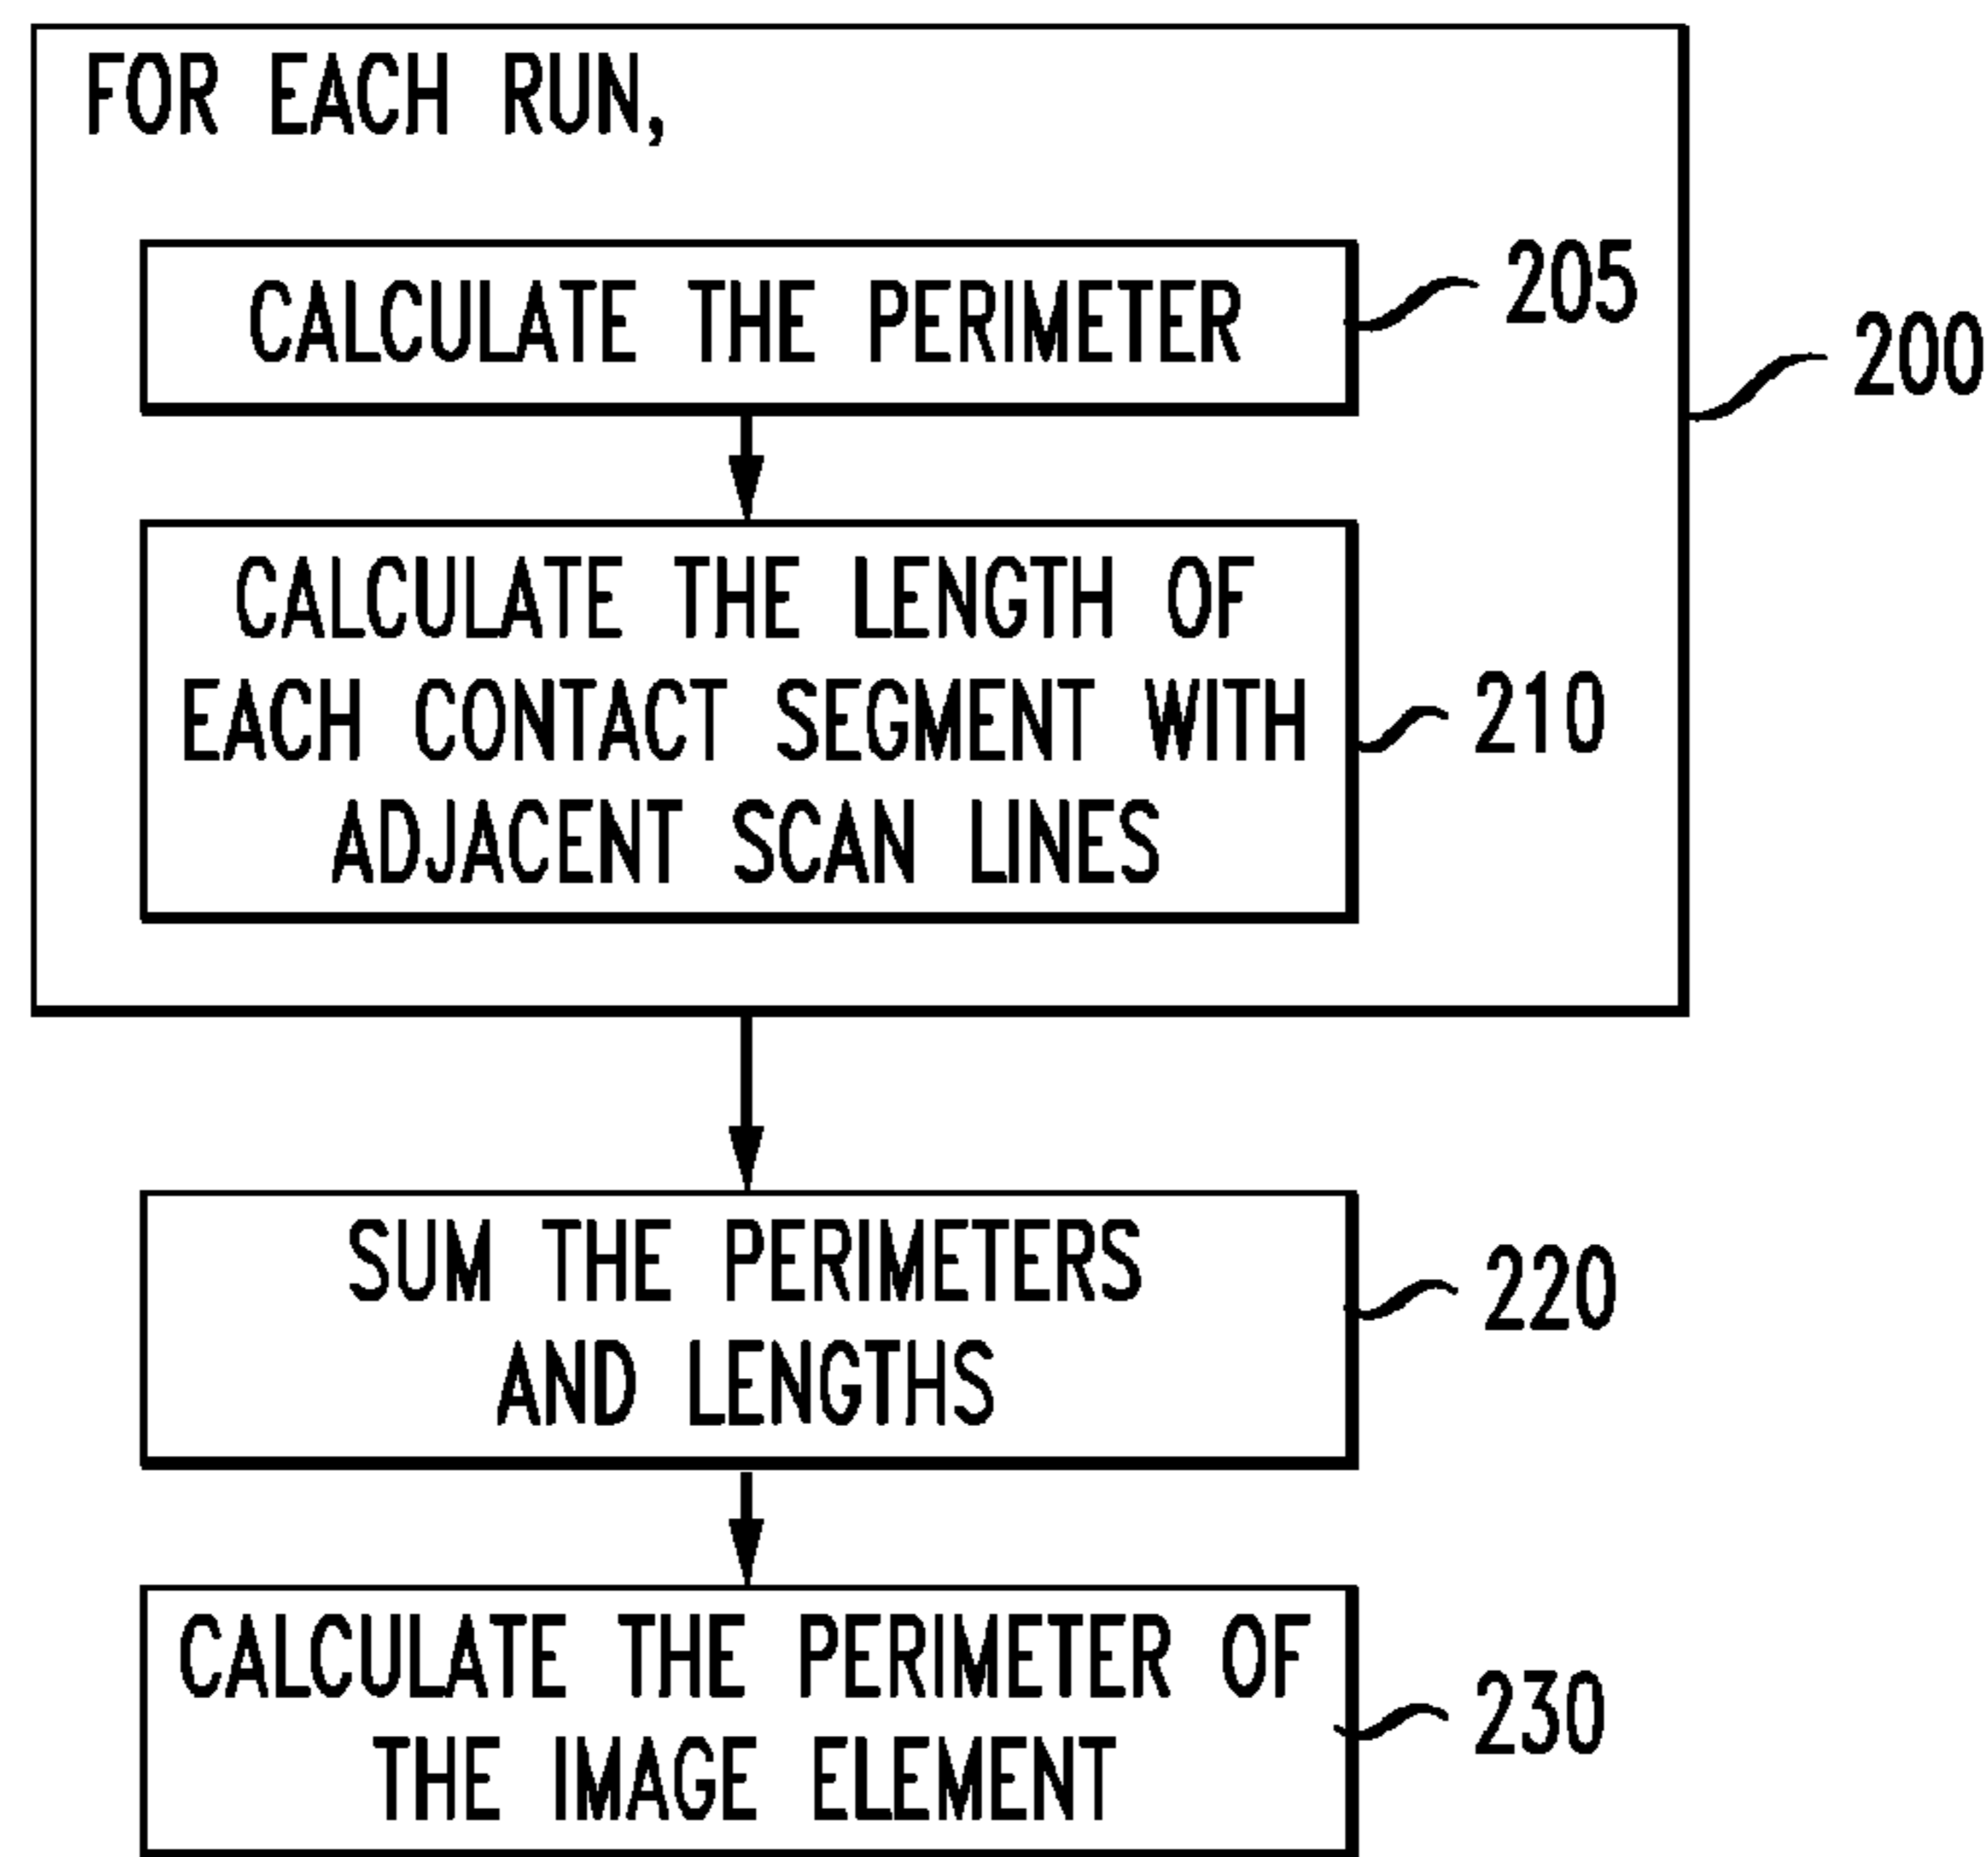 FOR EACH RUN,
CALCULATE THE PERIMETER
205
200
CALCULATE THE LENGTH OF
EACH CONTACT SEGMENT WITH
ADJACENT SCAN LINES
210
SUM THE PERIMETERS
AND LENGTHS
220
CALCULATE THE PERIMETER OF
THE IMAGE ELEMENT
230